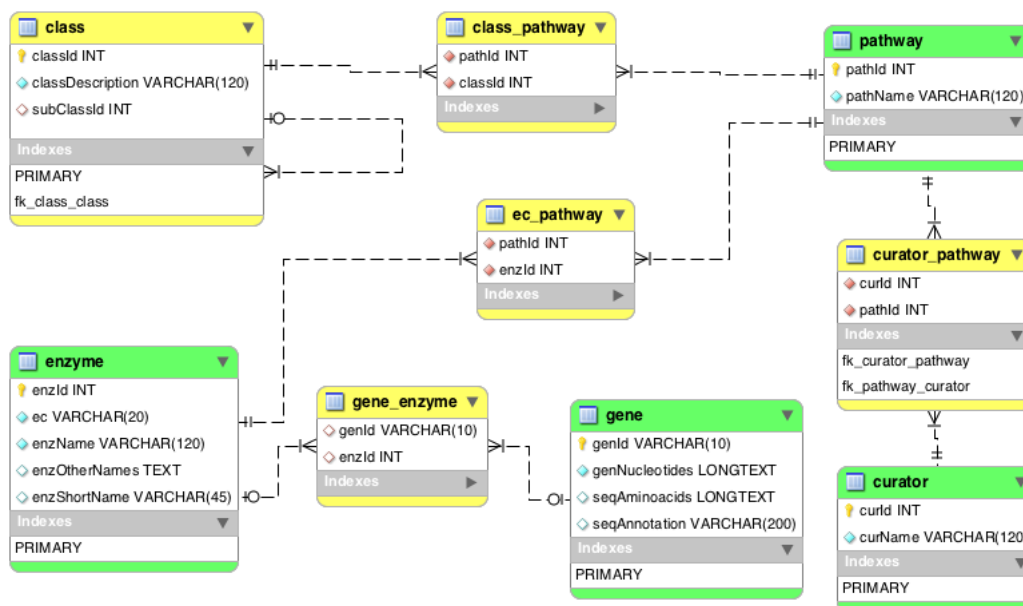 class
classId INT
classDescription VARCHAR(120)
subClassId INT
Indexes
PRIMARY
fk_class_class
class_pathway
pathId INT
classId INT
Indexes
pathway
pathId INT
pathName VARCHAR(120)
Indexes
PRIMARY
ec_pathway
pathId INT
enzId INT
Indexes
curator_pathway
curId INT
pathId INT
Indexes
fk_curator_pathway
fk_pathway_curator
enzyme
enzId INT
ec VARCHAR(20)
enzName VARCHAR(120)
enzOtherNames TEXT
enzShortName VARCHAR(45)
Indexes
PRIMARY
gene_enzyme
genId VARCHAR(10)
enzId INT
Indexes
gene
genId VARCHAR(10)
genNucleotides LONGTEXT
seqAminoacids LONGTEXT
seqAnnotation VARCHAR(200)
Indexes
PRIMARY
curator
curId INT
curName VARCHAR(120
Indexes
PRIMARY